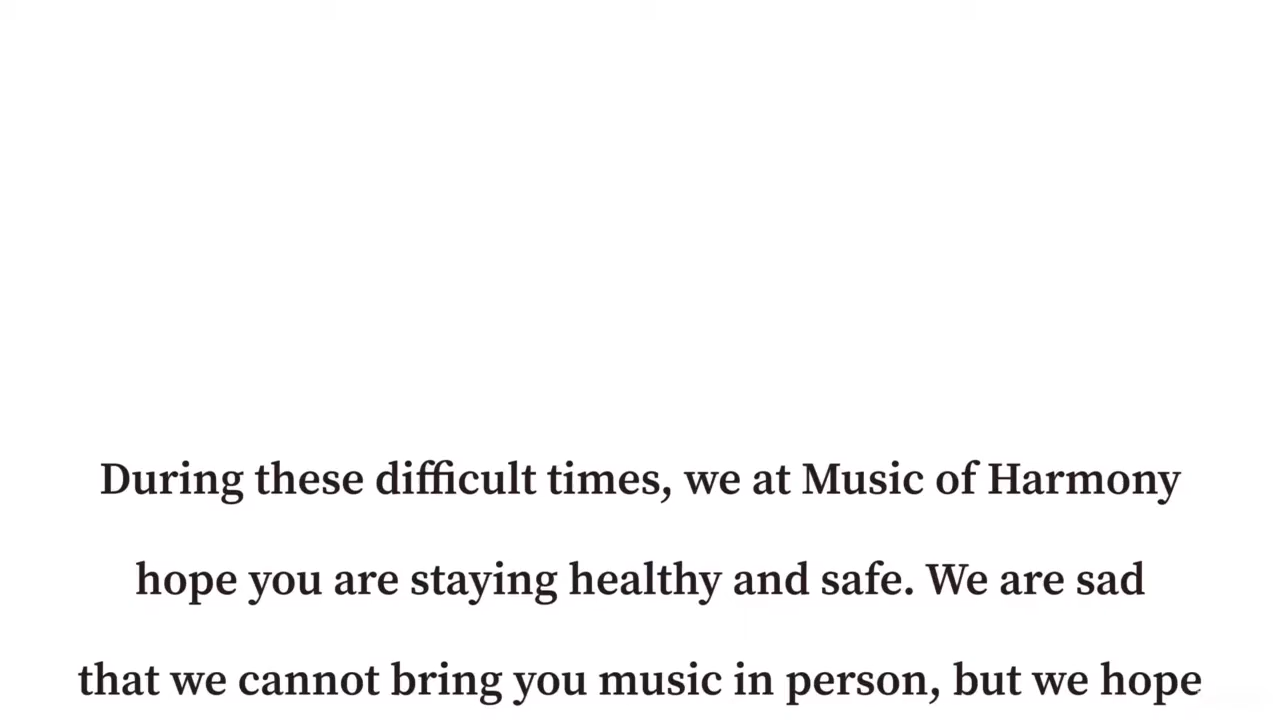 During these difficult times, we at Music of Harmony
hope you are staying healthy and safe. We are sad
that we cannot bring you music in person, but we hope